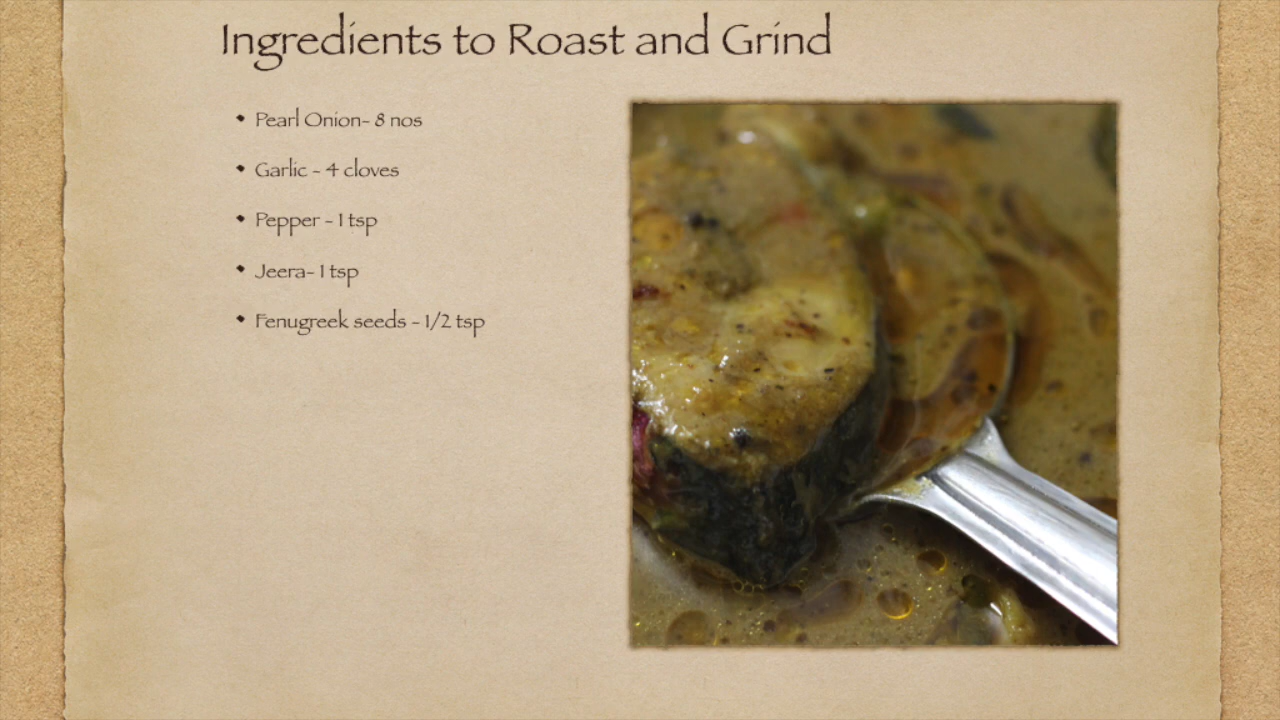 Ingredients to Roast and Grind
• Pearl Onion- 8 nos
• Garlic - 4 cloves
• Pepper - 1 tsp
• Jeera- 1 tsp
• Fenugreek seeds - 1/2 tsp